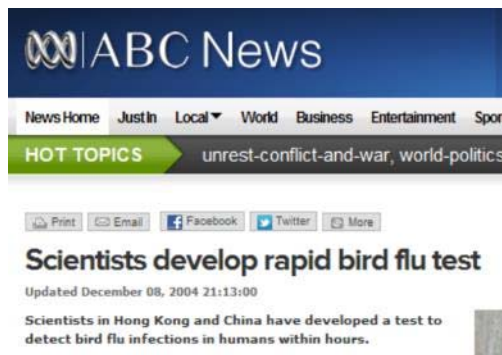 ABC News
News Home Just In Local World Business Entertainment Spor
HOT TOPICS unrest-conflict-and-war, world-politics
Print Email Facebook Twitter More
Scientists develop rapid bird flu test
Updated December 08, 2004 21:13:00
Scientists in Hong Kong and China have developed a test to
detect bird flu infections in humans within hours.